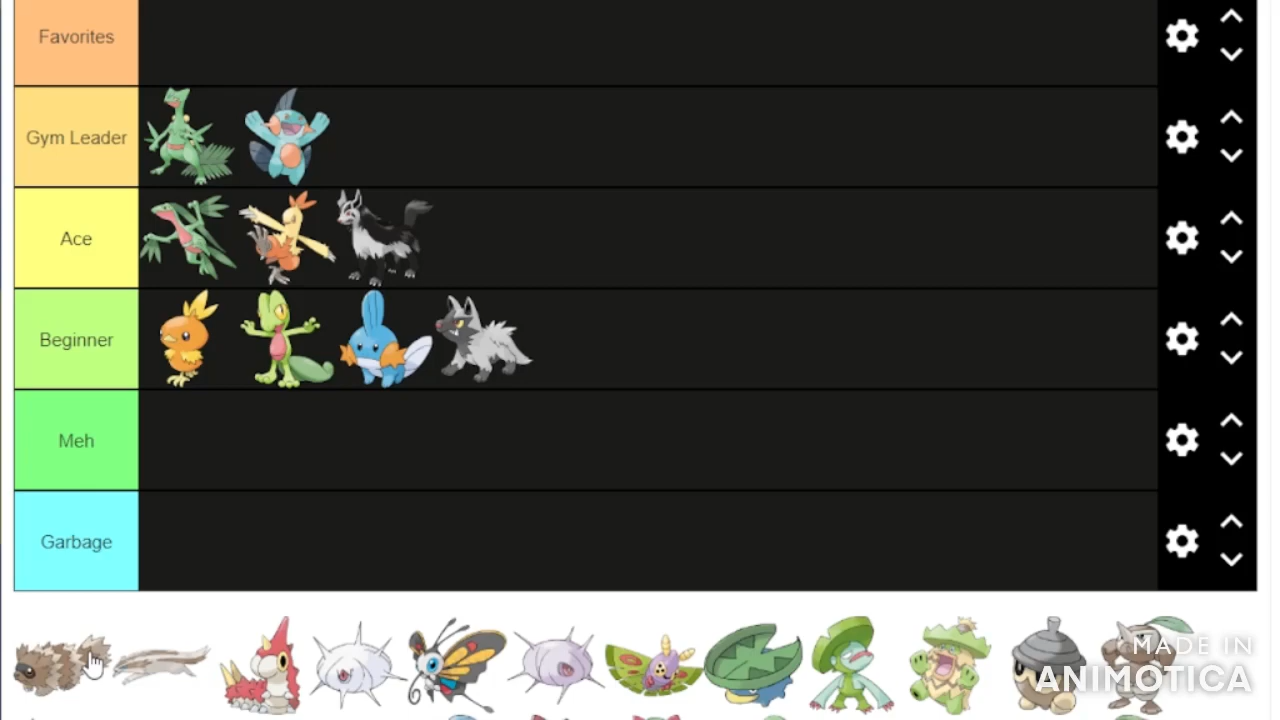 Favorites
Gym Leader
Ace
Beginner
Meh
Garbage
MADE IN
ANIMOTICA